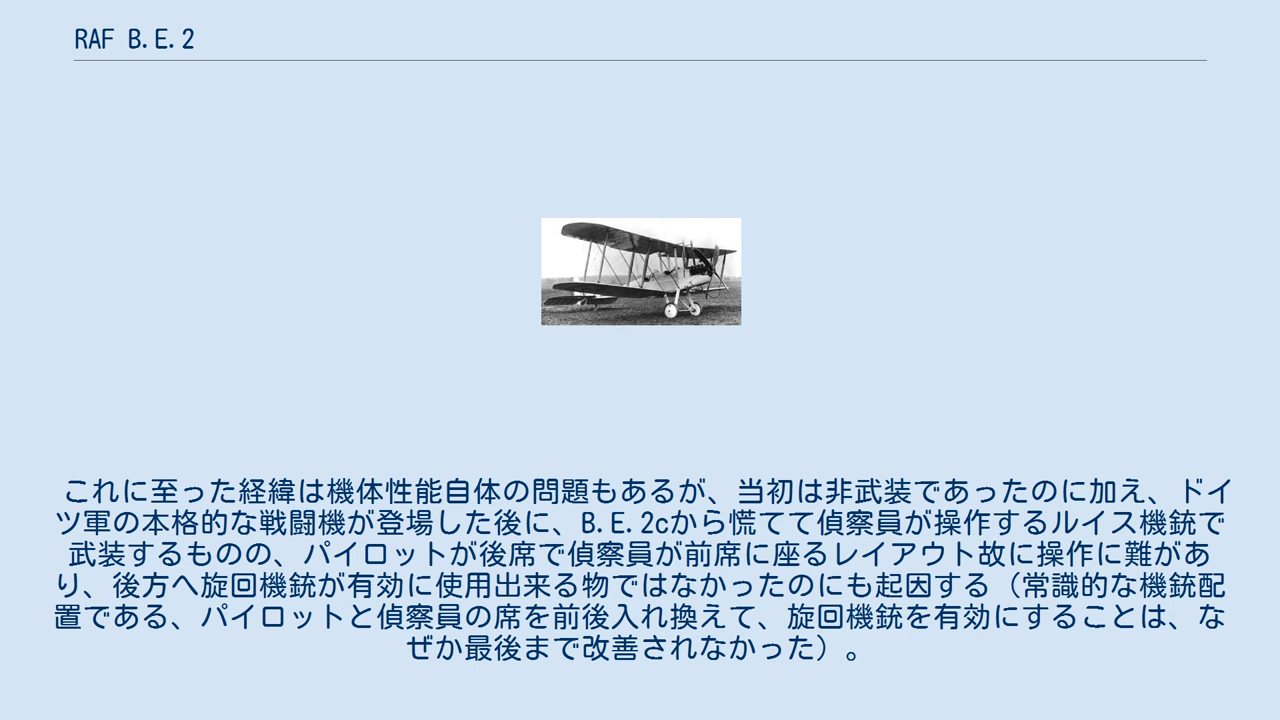 RAF B.E.2
これに至った経緯は機体性能自体の問題もあるが、当初は非武装であったのに加え、ドイ
ツ軍の本格的な戦闘機が登場した後に、B.E.2cから慌てて偵察員が操作するルイス機銃で
武装するものの、パイロットが後席で偵察員が前席に座るレイアウト故に操作に難があ
り、後方へ旋回機銃が有効に使用出来る物ではなかったのにも起因する（常識的な機銃配
置である、パイロットと偵察員の席を前後入れ換えて、旋回機銃を有効にすることは、な
ぜか最後まで改善されなかった）。